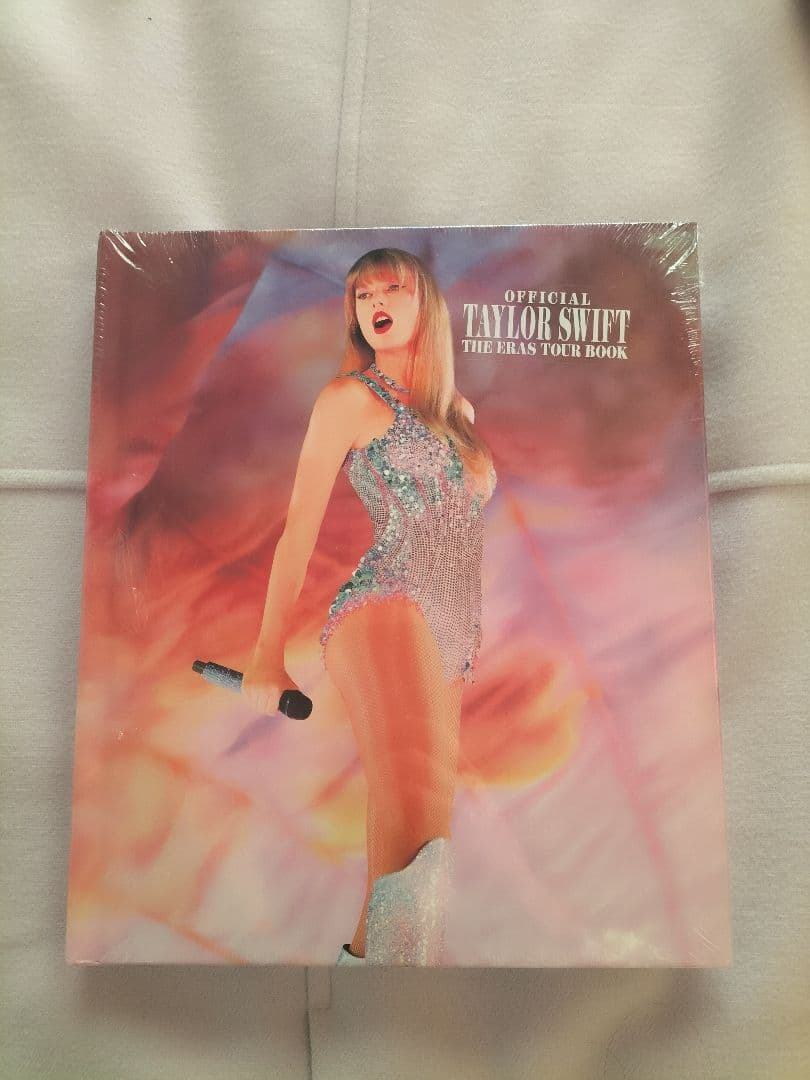 OFFICIAL
TAYLOR SWIFT
THE ERAS TOUR BOOK